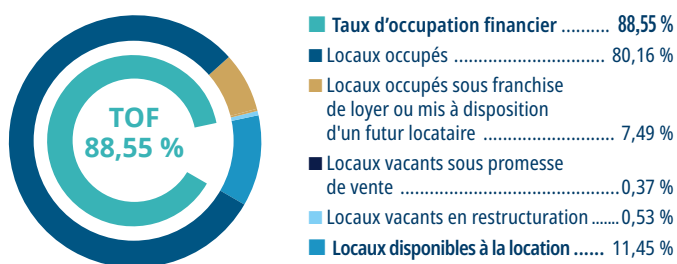 TOF
88,55 %
Taux d'occupation financier .......... 88,55 %
Locaux occupés ................................ 80,16 %
Locaux occupés sous franchise
de loyer ou mis à disposition
d'un futur locataire ............................ 7,49 %
Locaux vacants sous promesse
de vente ...............................................0,37 %
Locaux vacants en restructuration .......0,53 %
Locaux disponibles à la location ...... 11,45 %